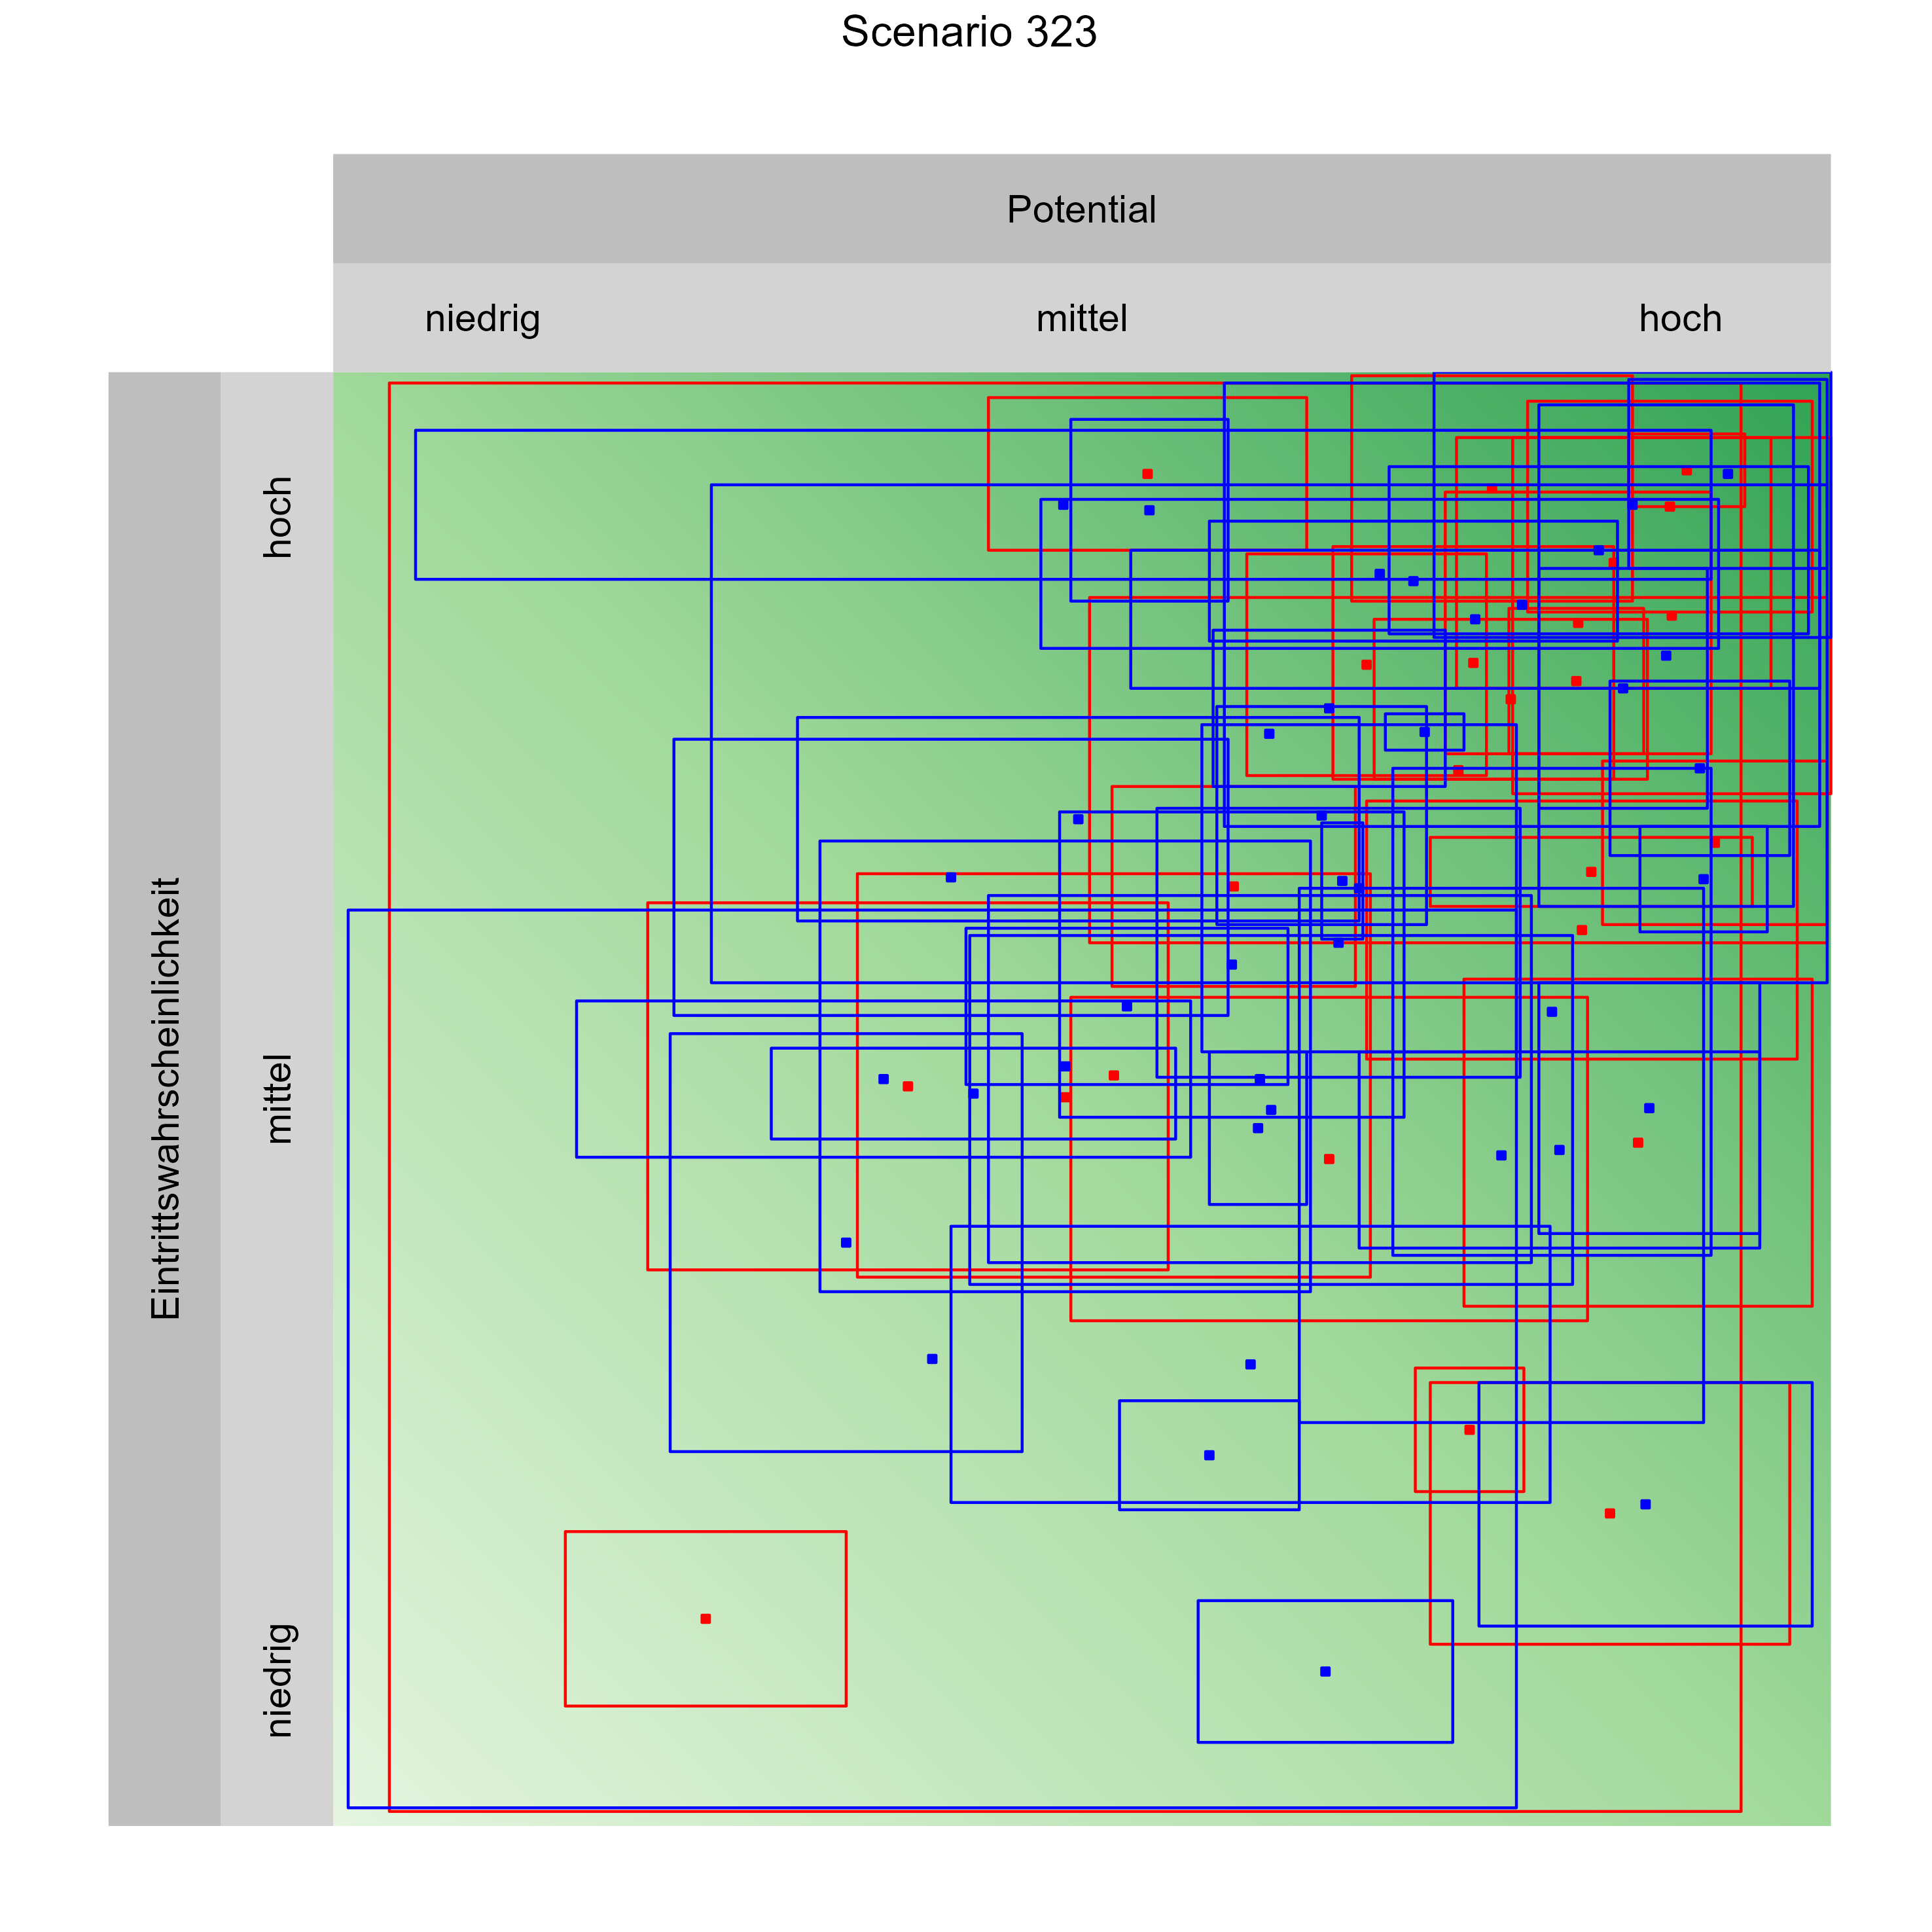 Scenario 323
Potential
niedrig
mittel
hoch
Eintrittswahrscheinlichkeit
hoch
mittel
niedrig